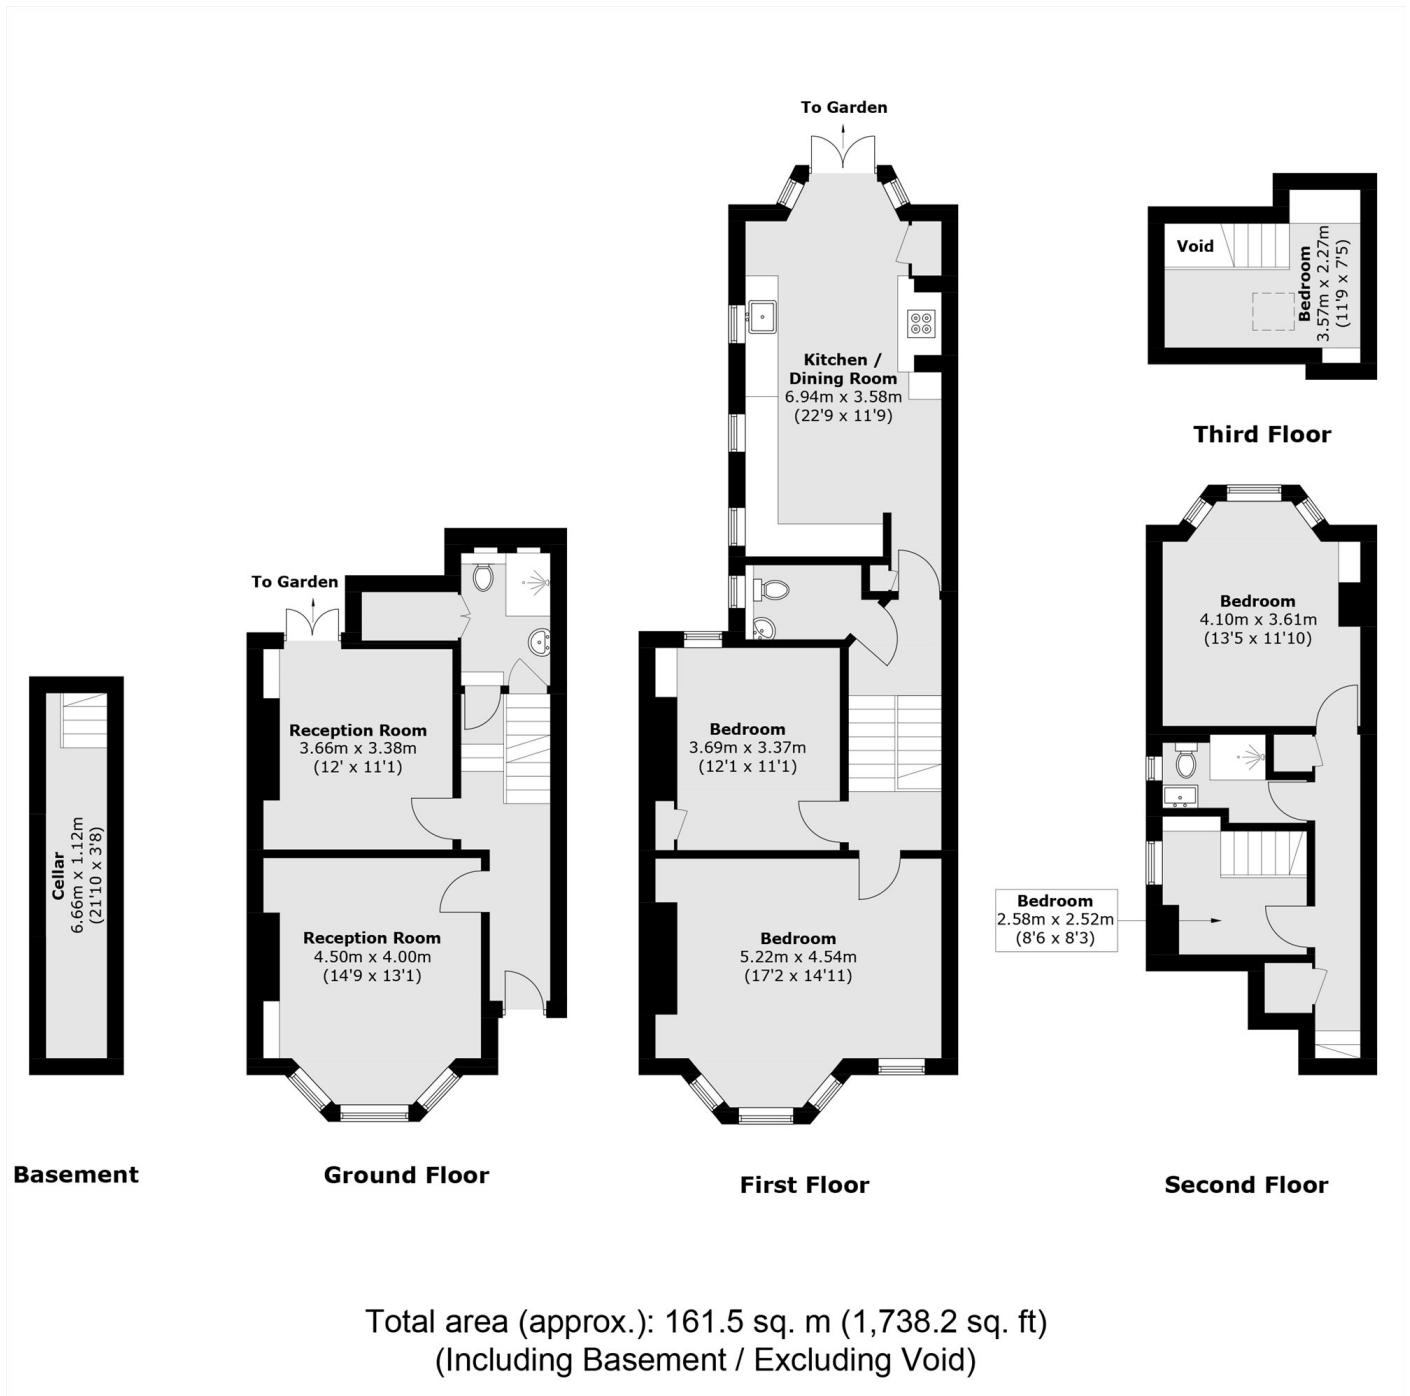 To Garden
Kitchen /
Dining Room
6.94m x 3.58m
(22'9 x 11'9)
Void
Bedroom
3.57m x 2.27m
(11'9 x 7'5)
Third Floor
To Garden
Reception Room
3.66m x 3.38m
(12' x 11'1)
Bedroom
3.69m x 3.37m
(12'1 x 11'1)
Bedroom
4.10m x 3.61m
(13'5 x 11'10)
Cellar
6.66m x 1.12m
(21'10 x 3'8)
Reception Room
4.50m x 4.00m
(14'9 x 13'1)
Bedroom
5.22m x 4.54m
(17'2 x 14'11)
Bedroom
2.58m x 2.52m
(8'6 x 8'3)
Basement
Ground Floor
First Floor
Second Floor
Total area (approx.): 161.5 sq. m (1,738.2 sq. ft)
(Including Basement / Excluding Void)